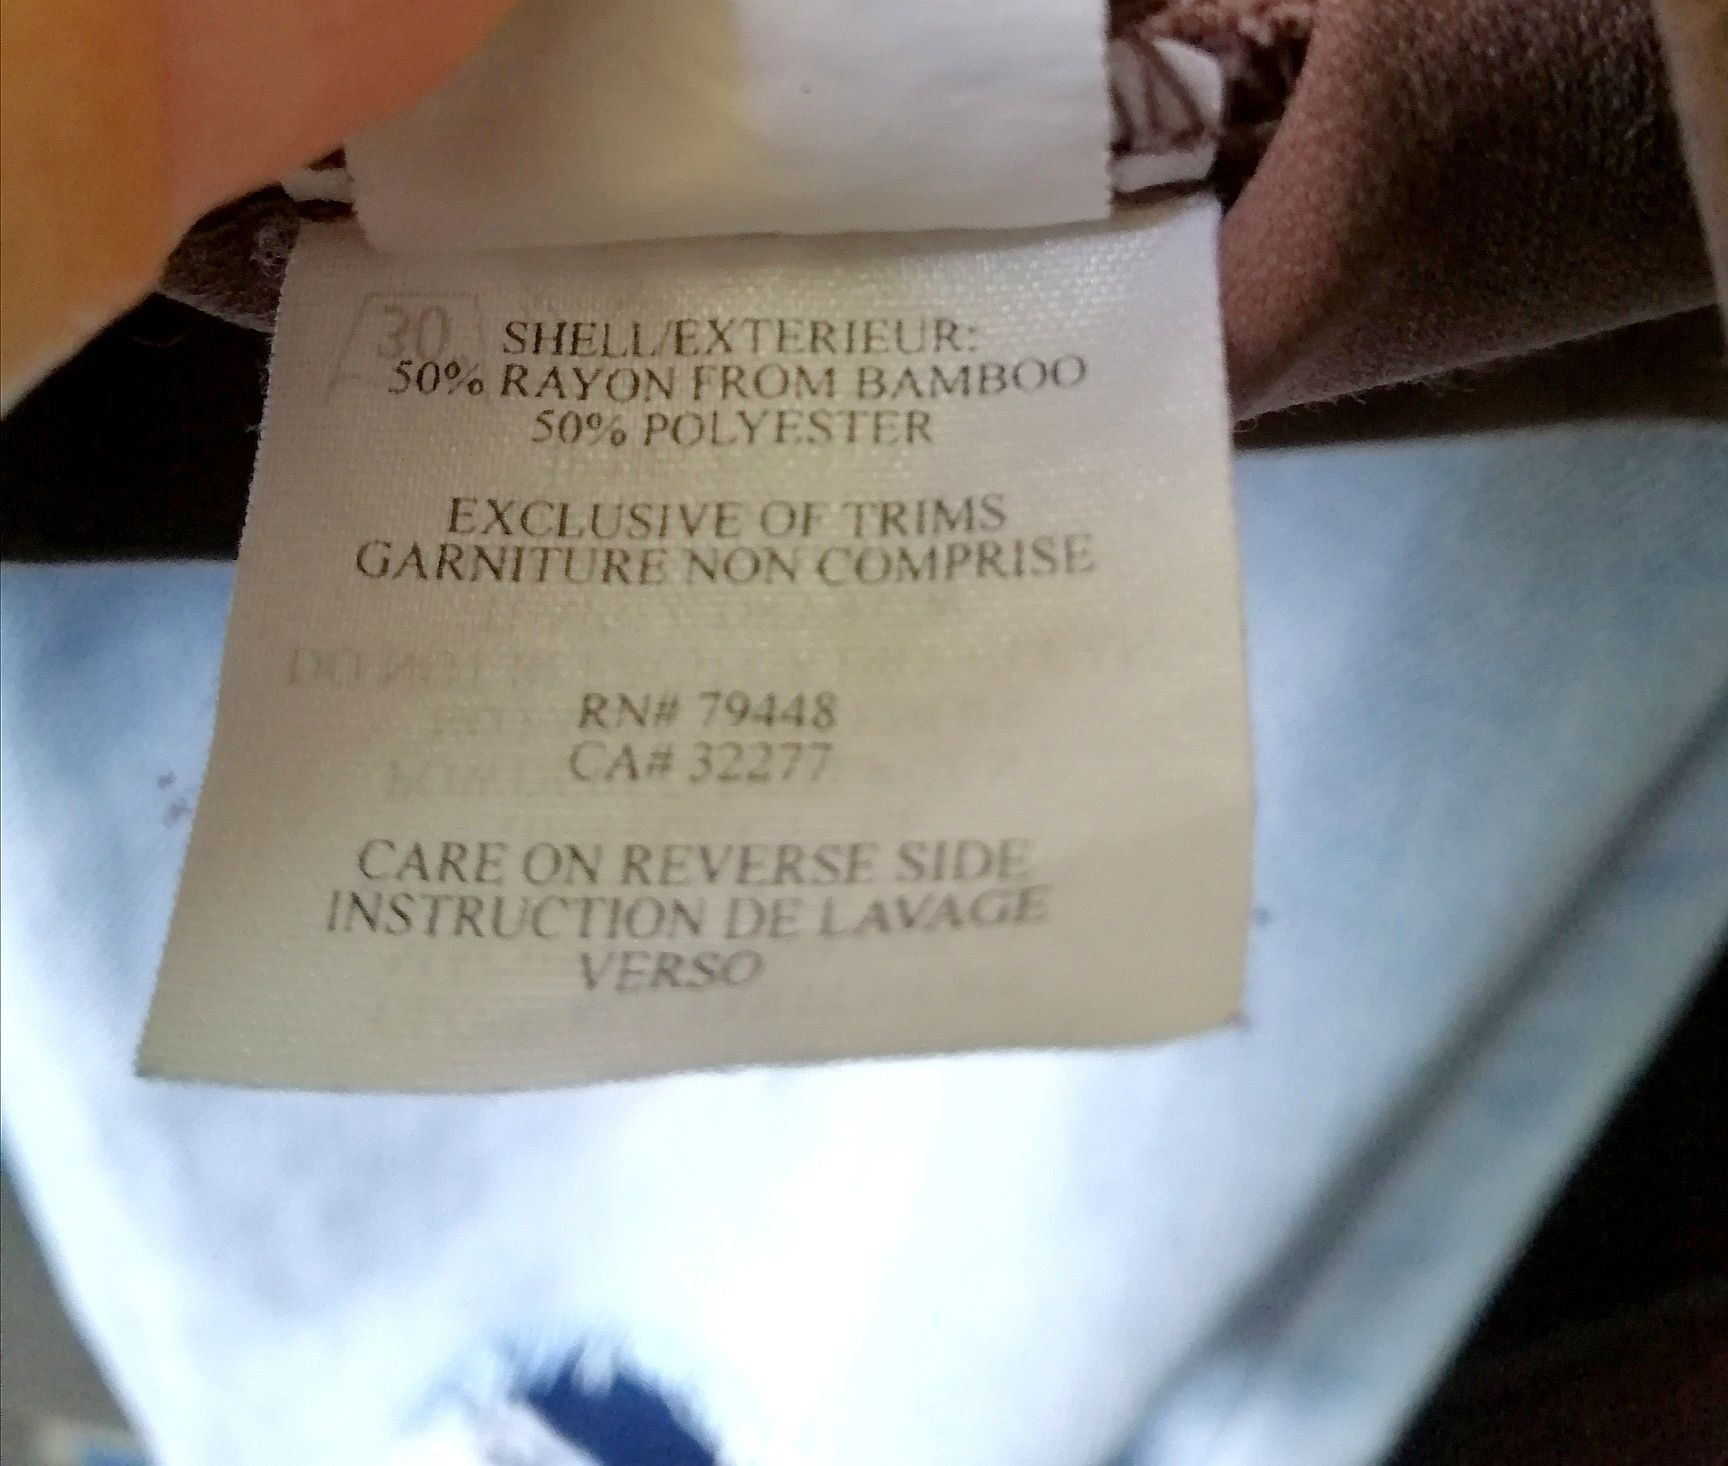 30
SHELL/EXTERIEUR:
50% RAYON FROM BAMBOO
50% POLYESTER
EXCLUSIVE OF TRIMS
GARNITURE NON COMPRISE
RN# 79448
CA# 32277
CARE ON REVERSE SIDE
INSTRUCTION DE LAVAGE
VERSO